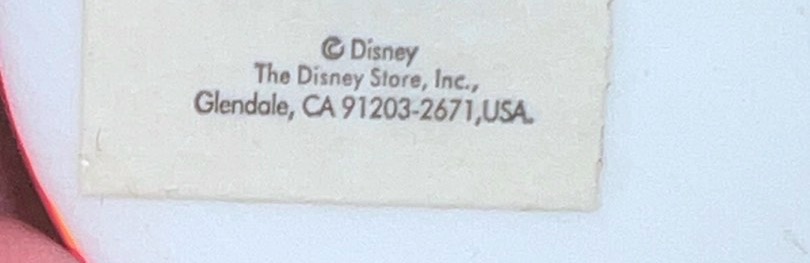 © Disney
The Disney Store, Inc.,
Glendale, CA 91203-2671,USA.